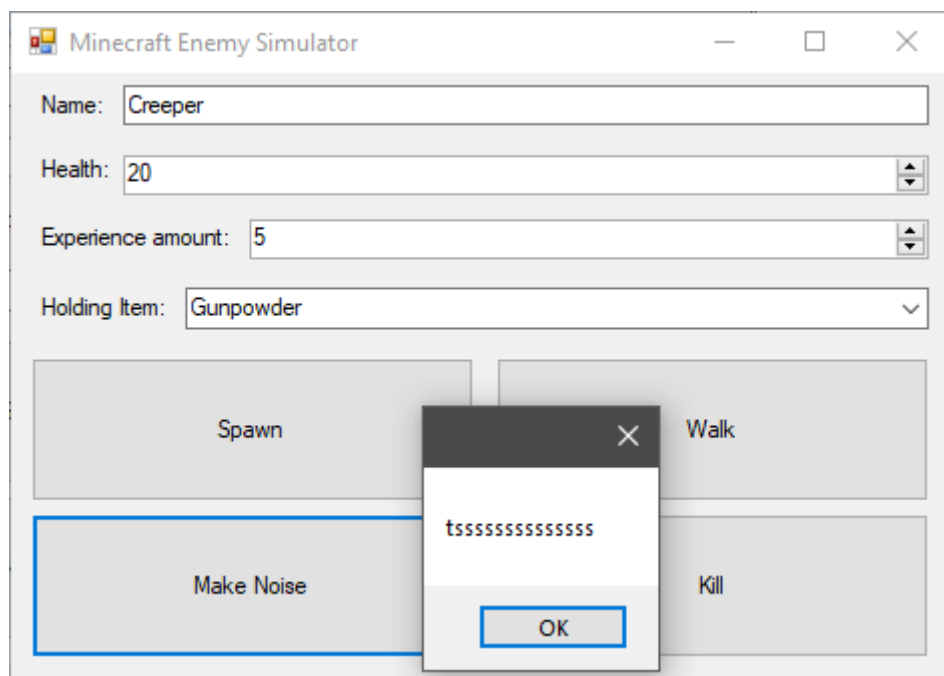 Minecraft Enemy Simulator
Name: Creeper
Health: 20
Experience amount: 5
Holding Item: Gunpowder
Spawn Walk
tssssssssssssss
Make Noise Kill
OK